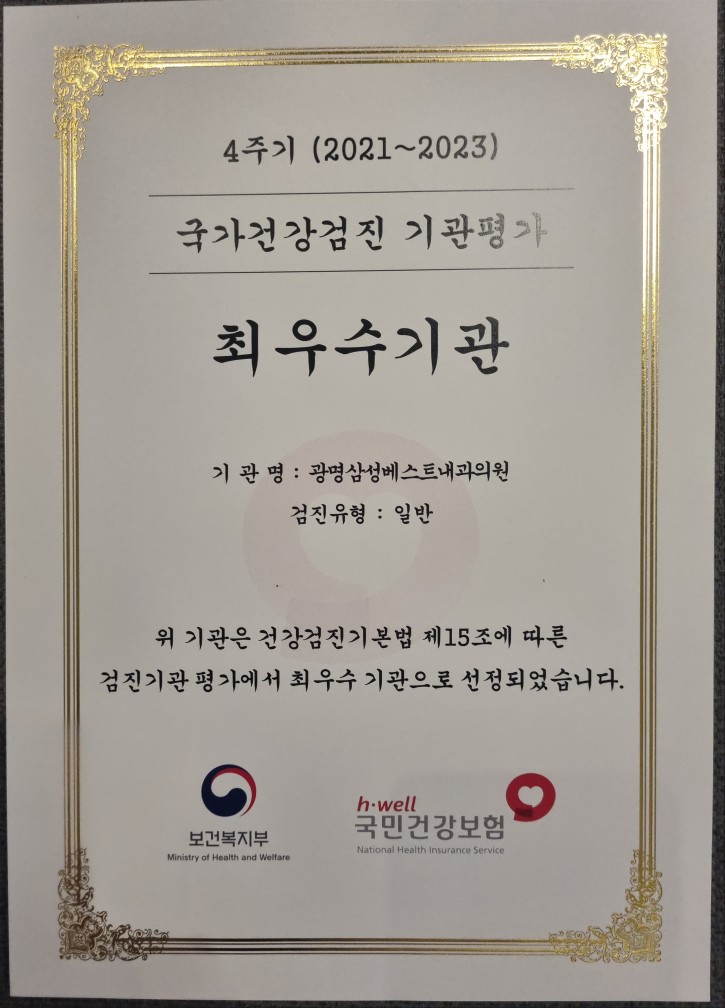 4주기 (2021~2023)
국가건강검진 기관평가
최우수기관
기 관 명 : 광명삼성베스트내과의원
검진유형 : 일반
위 기관은 건강검진기본법 제15조에 따른
검진기관 평가에서 최우수 기관으로 선정되었습니다.
보건복지부
Ministry of Health and Welfare
h·well
국민건강보험
National Health Insurance Service